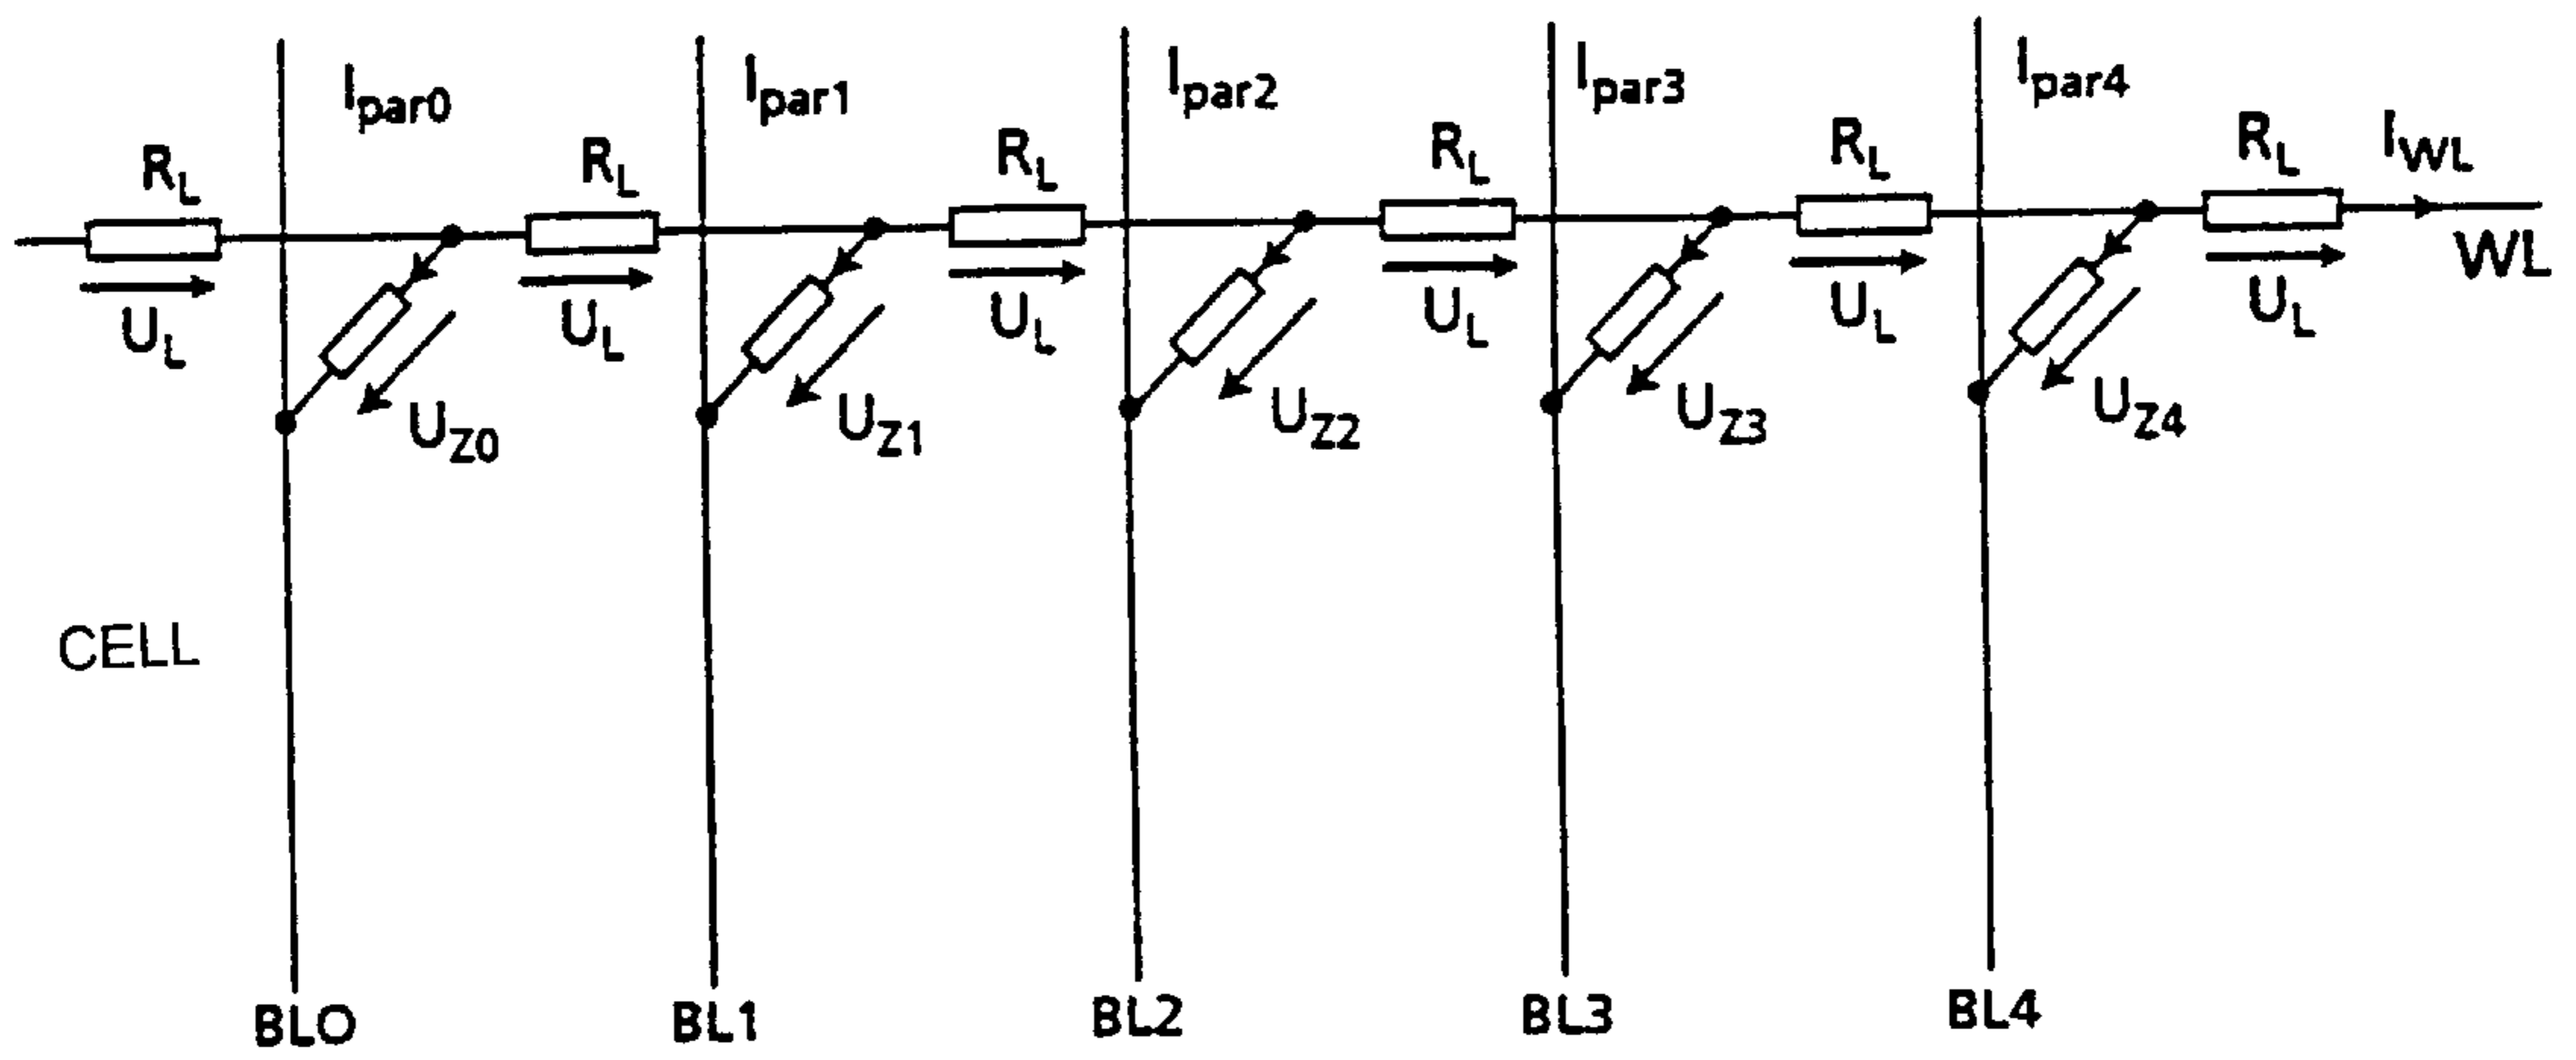 Ipar0 Ipar1 Ipar2 Ipar3 Ipar4
RL RL RL RL RL RL IWL
WL
UL UL UL UL UL UL
UZ0 UZ1 UZ2 UZ3 UZ4
CELL
BLO BL1 BL2 BL3 BL4